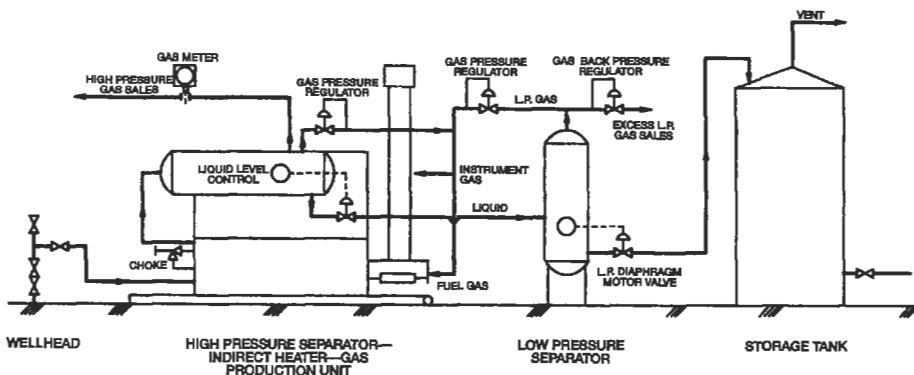 VENT
GAS METER
HIGH PRESSURE
GAS SALES
GAS PRESSURE
REGULATOR
GAS PRESSURE
REGULATOR
GAS BACK PRESSURE
REGULATOR
L.P. GAS
EXCESS L.P.
GAS SALES
LIQUID LEVEL
CONTROL
INSTRUMENT
GAS
LIQUID
CHOKE
FUEL GAS
L.P. DIAPHRAGM
MOTOR VALVE
WELLHEAD
HIGH PRESSURE SEPARATOR—
INDIRECT HEATER—GAS
PRODUCTION UNIT
LOW PRESSURE
SEPARATOR
STORAGE TANK